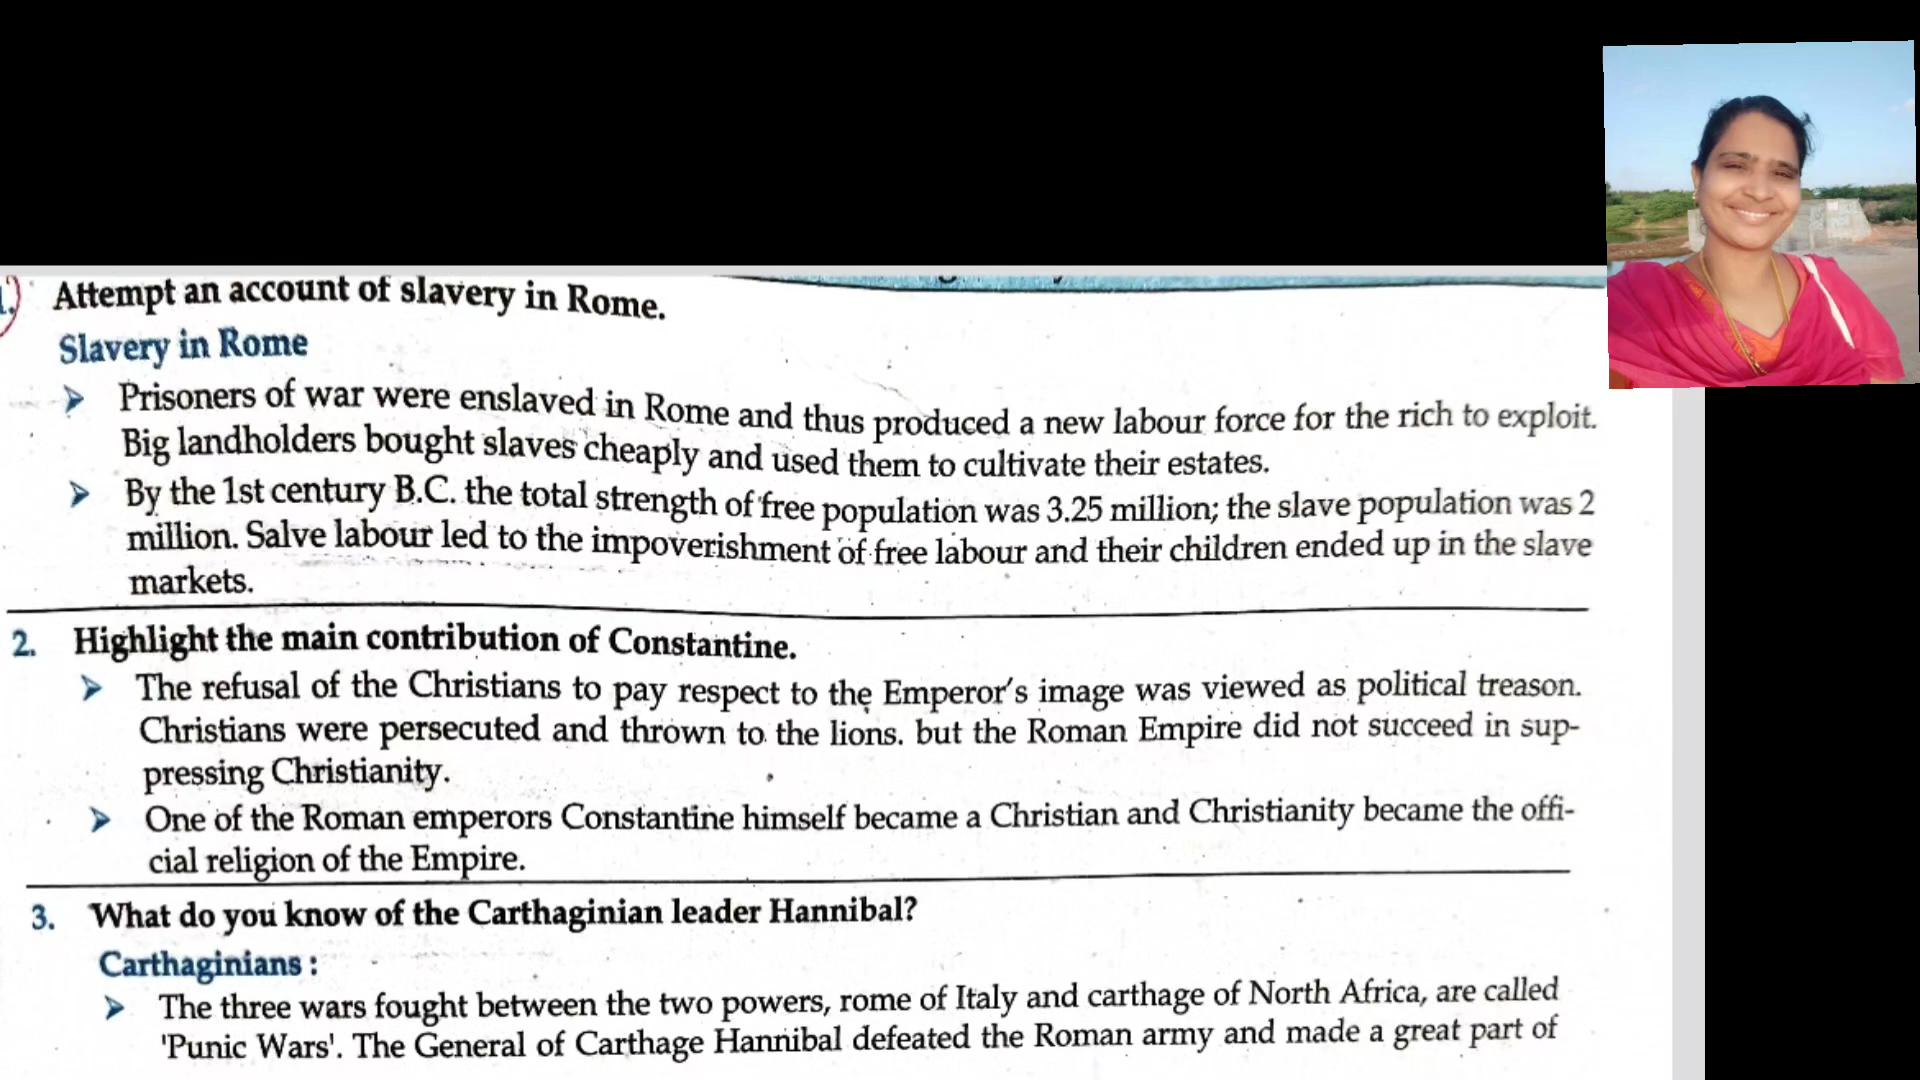 Attempt an account of slavery in Rome.
Slavery in Rome
➤ Prisoners of war were enslaved in Rome and thus produced a new labour force for the rich to exploit.
Big landholders bought slaves cheaply and used them to cultivate their estates.
➤ By the 1st century B.C. the total strength of free population was 3.25 million; the slave population was 2
million. Salve labour led to the impoverishment of free labour and their children ended up in the slave
markets.
2. Highlight the main contribution of Constantine.
➤ The refusal of the Christians to pay respect to the Emperor's image was viewed as political treason.
Christians were persecuted and thrown to the lions. but the Roman Empire did not succeed in sup-
pressing Christianity.
➤ One of the Roman emperors Constantine himself became a Christian and Christianity became the offi-
cial religion of the Empire.
3. What do you know of the Carthaginian leader Hannibal?
Carthaginians :
➤ The three wars fought between the two powers, rome of Italy and carthage of North Africa, are called
'Punic Wars'. The General of Carthage Hannibal defeated the Roman army and made a great part of